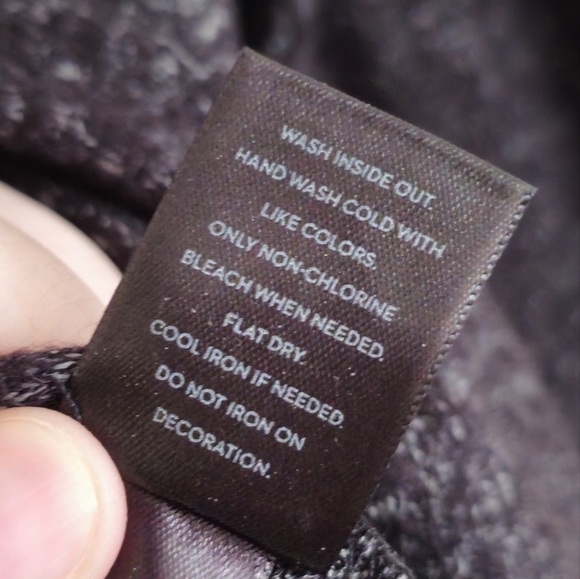 WASH INSIDE OUT.
HAND WASH COLD WITH
LIKE COLORS.
ONLY NON-CHLORINE
BLEACH WHEN NEEDED.
FLAT DRY.
COOL IRON IF NEEDED.
DO NOT IRON ON
DECORATION.